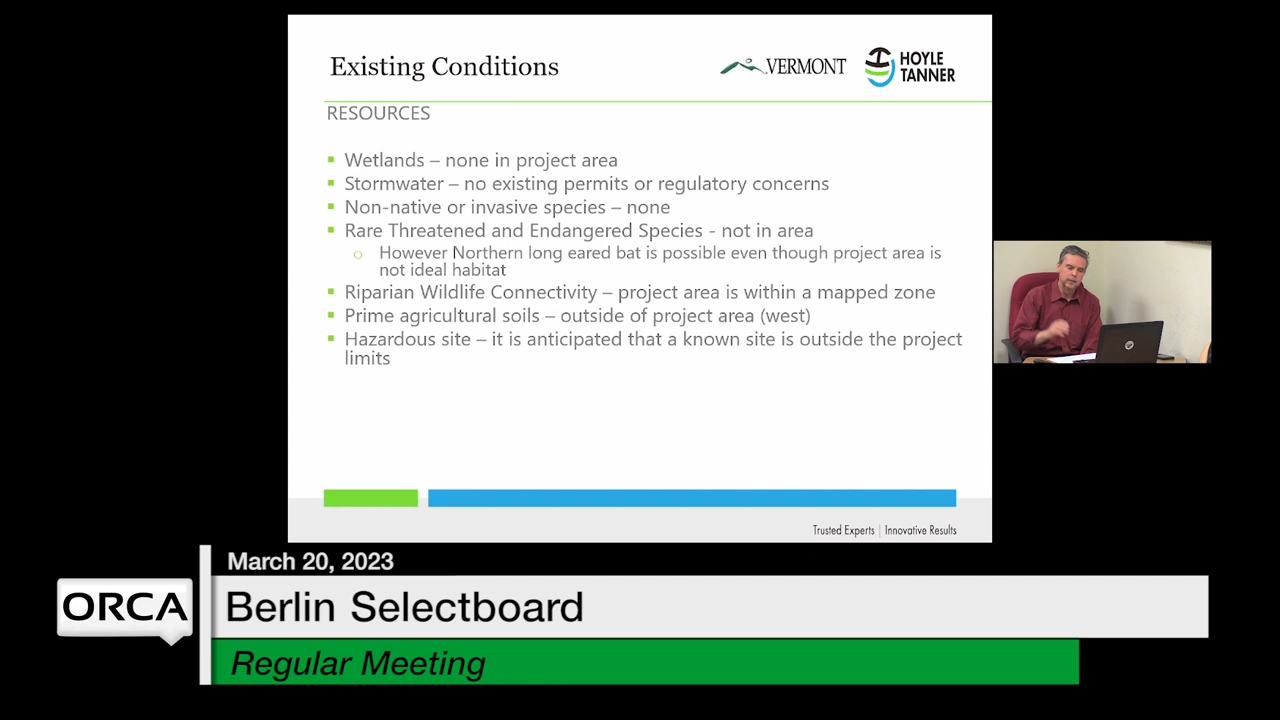 Existing Conditions
VERMONT
HOYLE
TANNER
RESOURCES
Wetlands – none in project area
Stormwater – no existing permits or regulatory concerns
Non-native or invasive species – none
Rare Threatened and Endangered Species - not in area
However Northern long eared bat is possible even though project area is
not ideal habitat
Riparian Wildlife Connectivity – project area is within a mapped zone
Prime agricultural soils – outside of project area (west)
Hazardous site – it is anticipated that a known site is outside the project
limits
Trusted Experts | Innovative Results
March 20, 2023
ORCA
Berlin Selectboard
Regular Meeting